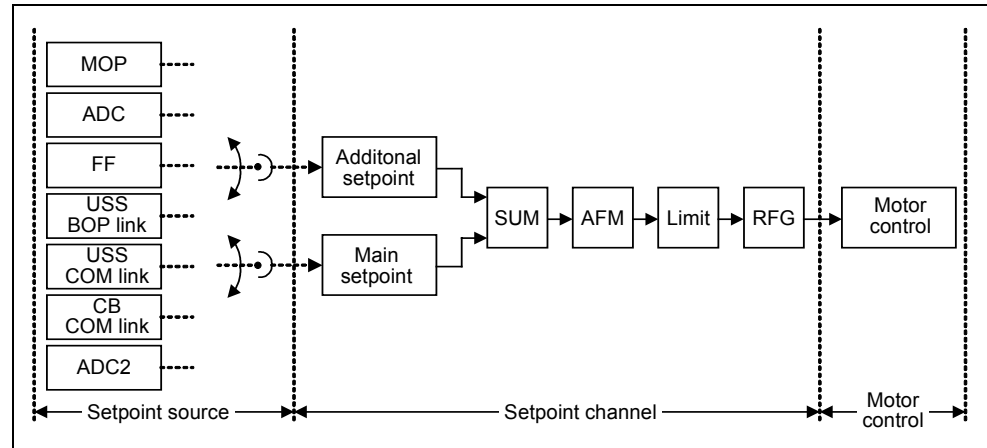 MOP
ADC
FF
USS
BOP link
USS
COM link
CB
COM link
ADC2
Additonal
setpoint
Main
setpoint
SUM
AFM
Limit
RFG
Motor
control
Setpoint source
Setpoint channel
Motor
control